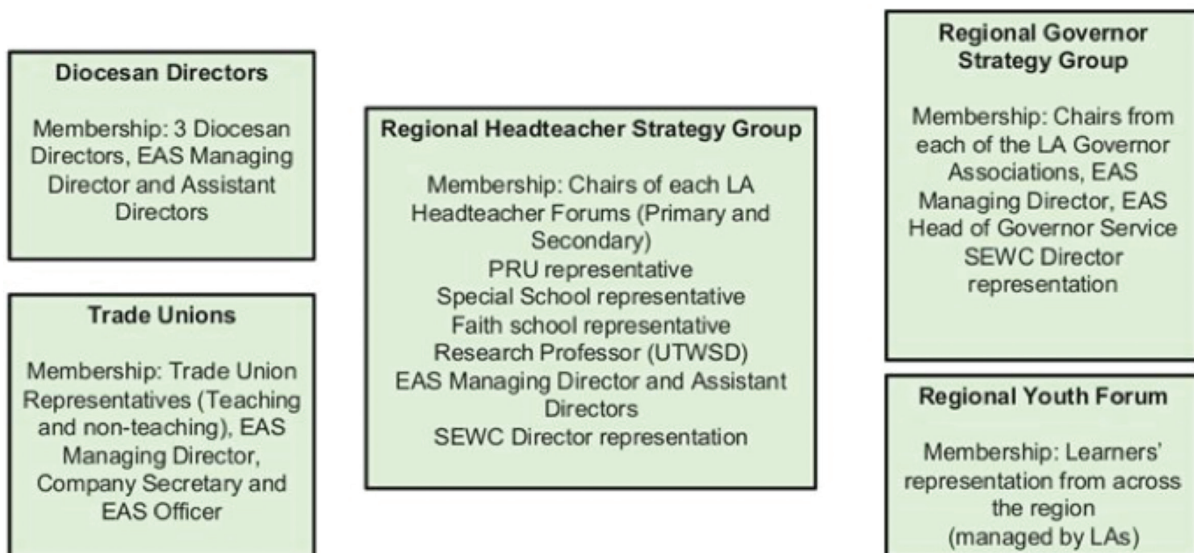 Diocesan Directors
Membership: 3 Diocesan
Directors, EAS Managing
Director and Assistant
Directors
Trade Unions
Membership: Trade Union
Representatives (Teaching
and non-teaching), EAS
Managing Director,
Company Secretary and
EAS Officer
Regional Headteacher Strategy Group
Membership: Chairs of each LA
Headteacher Forums (Primary and
Secondary)
PRU representative
Special School representative
Faith school representative
Research Professor (UTWSD)
EAS Managing Director and Assistant
Directors
SEWC Director representation
Regional Governor
Strategy Group
Membership: Chairs from
each of the LA Governor
Associations, EAS
Managing Director, EAS
Head of Governor Service
SEWC Director
representation
Regional Youth Forum
Membership: Learners’
representation from across
the region
(managed by LAs)